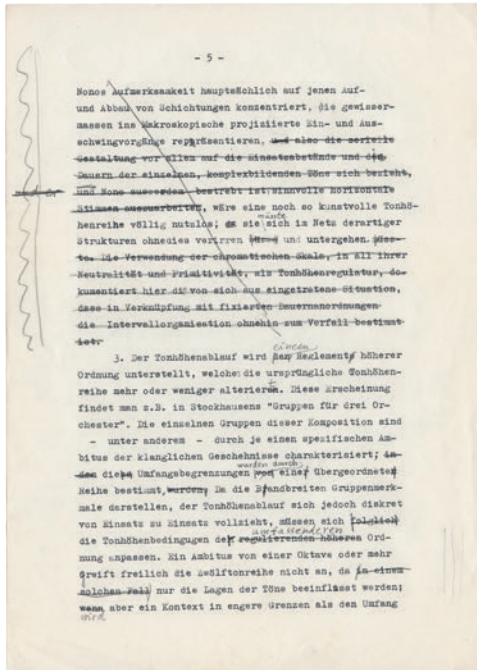 - 5 -
Nonos Aufmerksamkeit hauptsächlich auf jenen Auf-
und Abbau von Schichtungen konzentriert, die gewisser-
massen ins Makroskopische projizierte Ein- und Aus-
schwingvorgänge repräsentieren, und also die serielle
Gestaltung vor allem auf die Einsatzabstände und die
Dauern der einzelnen, komplexbildenden Töne sich bezieht,
und Nono ausserdem bestrebt ist sinnvolle horizontale
Stimmen auszuarbeiten, wäre eine noch so kunstvolle Tonhö-
henreihe völlig nutzlos; sie müsste sich im Netz derartiger
Strukturen ohnedies verirren und untergehen müss-
te. Die Verwendung der chromatischen Skala, in all ihrer
Neutralität und Primitivität, als Tonhöhenregulatur, do-
kumentiert hier die von sich aus eingetretene Situation,
dass in Verknüpfung mit fixierten Dauernanordnungen
die Intervallorganisation ohnehin zum Verfall bestimmt
ist.
einem
3. Der Tonhöhenablauf wird Reglement höherer
Ordnung unterstellt, welche die ursprüngliche Tonhöhen-
reihe mehr oder weniger alteriert. Diese Erscheinung
findet man z.B. in Stockhausens "Gruppen für drei Or-
chester". Die einzelnen Gruppen dieser Komposition sind
- unter anderem - durch je einen spezifischen Am-
bitus der klanglichen Geschehnisse charakterisiert; in-
dem diese Umfangsbegrenzungen von einer übergeordneten
wurden durch
Reihe bestimmt, wurden. Da die Bandbreiten Gruppenmerk-
male darstellen, der Tonhöhenablauf sich jedoch diskret
von Einsatz zu Einsatz vollzieht, müssen sich folglich
umfassenderen
die Tonhöhenbedingungen der regulierenden höheren Ord-
nung anpassen. Ein Ambitus von einer Oktave oder mehr
greift freilich die Zwölftonreihe nicht an, da in einem
solchen Fall nur die Lagen der Töne beeinflusst werden;
wenn aber ein Kontext in engere Grenzen als den Umfang
wird